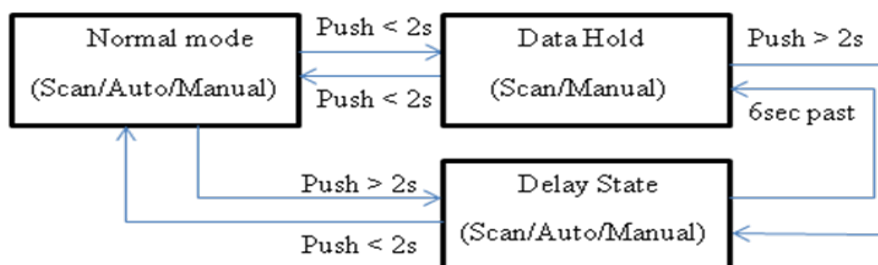 Normal mode
(Scan/Auto/Manual)
Push < 2s
Push < 2s
Data Hold
(Scan/Manual)
Push > 2s
6sec past
Push > 2s
Push < 2s
Delay State
(Scan/Auto/Manual)